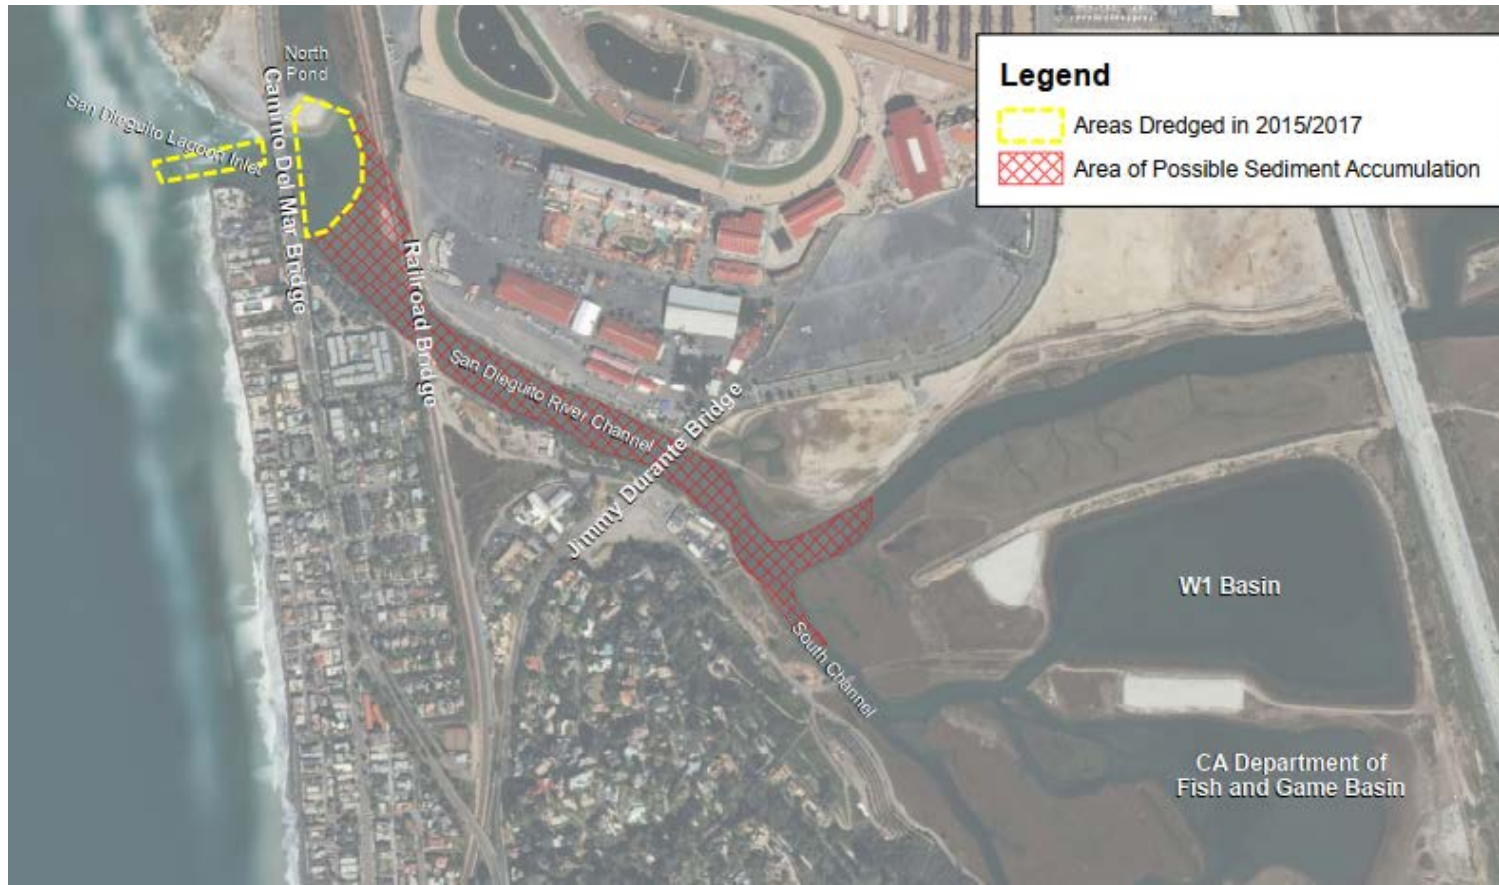 North
Pond
San Dieguito Lagoon Inlet
Camino Del Mar Bridge
Legend
Areas Dredged in 2015/2017
Area of Possible Sediment Accumulation
Railroad Bridge
San Dieguito River Channel
Jimmy Durante Bridge
W1 Basin
South Channel
CA Department of
Fish and Game Basin